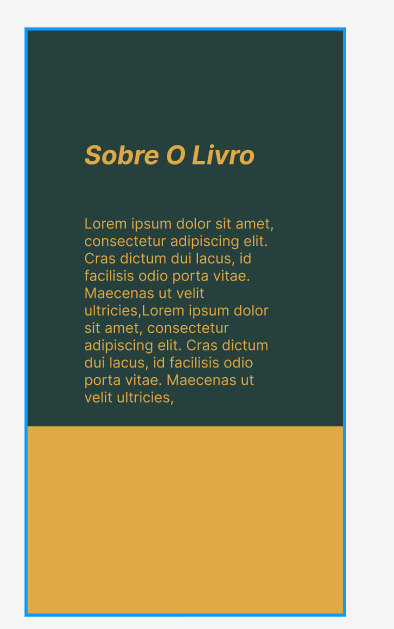 Sobre O Livro
Lorem ipsum dolor sit amet,
consectetur adipiscing elit.
Cras dictum dui lacus, id
facilisis odio porta vitae.
Maecenas ut velit
ultricies,Lorem ipsum dolor
sit amet, consectetur
adipiscing elit. Cras dictum
dui lacus, id facilisis odio
porta vitae. Maecenas ut
velit ultricies,